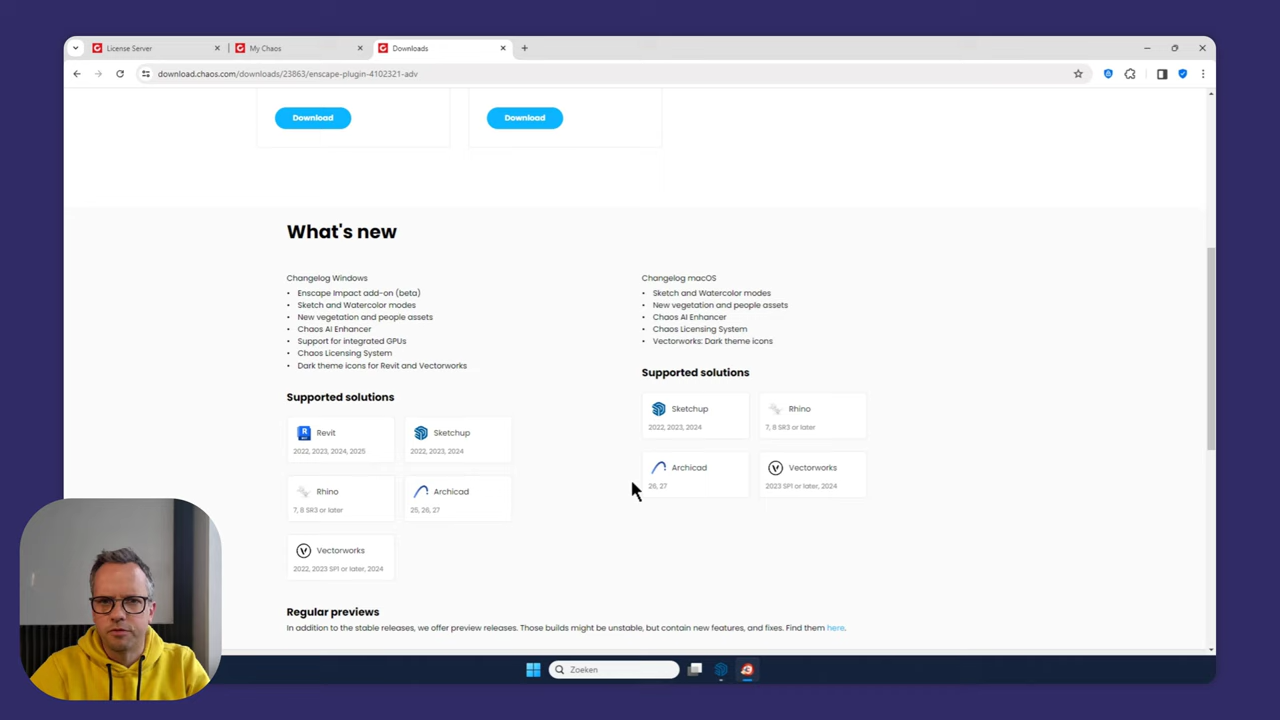 License Server
My Chaos
Downloads
download.chaos.com/downloads/23863/enscape-plugin-4102321-adv
Download
Download
What's new
Changelog Windows
• Enscape Impact add-on (beta)
• Sketch and Watercolor modes
• New vegetation and people assets
• Chaos AI Enhancer
• Support for integrated GPUs
• Chaos Licensing System
• Dark theme icons for Revit and Vectorworks
Supported solutions
Revit
2022, 2023, 2024, 2025
Sketchup
2022, 2023, 2024
Rhino
7, 8 SR3 or later
Archicad
25, 26, 27
Vectorworks
2022, 2023 SP1 or later, 2024
Changelog macOS
• Sketch and Watercolor modes
• New vegetation and people assets
• Chaos AI Enhancer
• Chaos Licensing System
• Vectorworks: Dark theme icons
Supported solutions
Sketchup
2022, 2023, 2024
Rhino
7, 8 SR3 or later
Archicad
26, 27
Vectorworks
2023 SP1 or later, 2024
Regular previews
In addition to the stable releases, we offer preview releases. Those builds might be unstable, but contain new features, and fixes. Find them here.
Zoeken